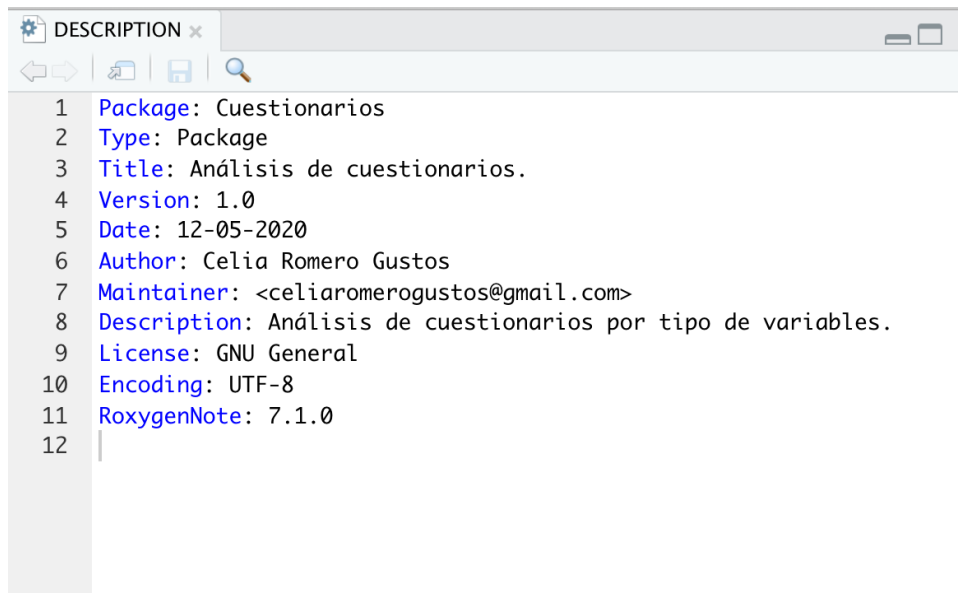 DESCRIPTION
1 Package: Cuestionarios
2 Type: Package
3 Title: Análisis de cuestionarios.
4 Version: 1.0
5 Date: 12-05-2020
6 Author: Celia Romero Gustos
7 Maintainer: <celiaromerogustos@gmail.com>
8 Description: Análisis de cuestionarios por tipo de variables.
9 License: GNU General
10 Encoding: UTF-8
11 RoxygenNote: 7.1.0
12